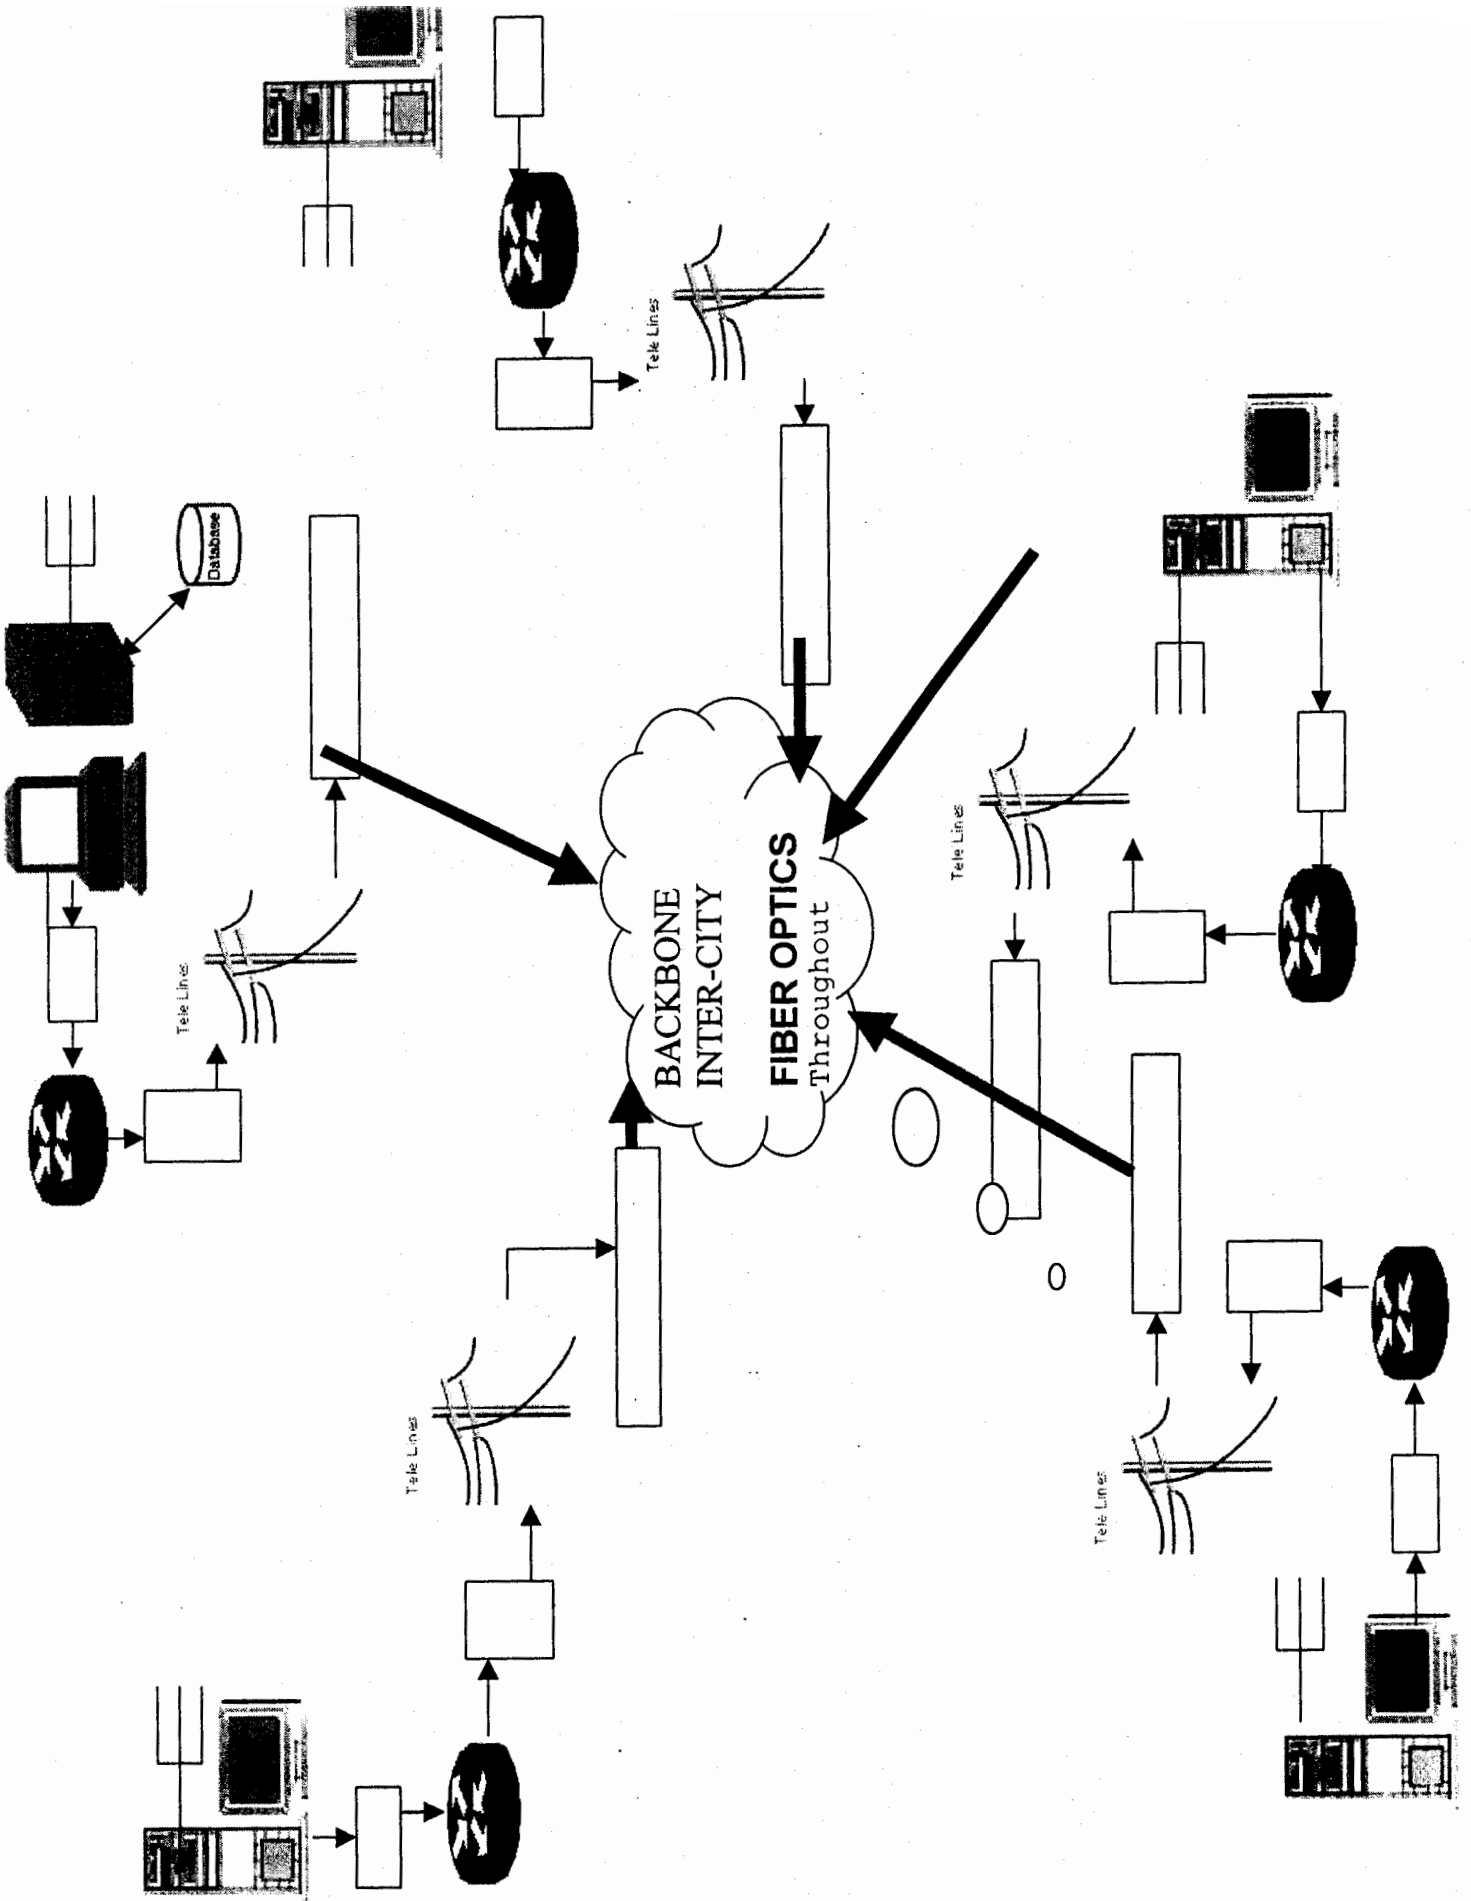 Tele Lines
Database
Tele Lines
BACKBONE
INTER-CITY
FIBER OPTICS
Throughout
Tele Lines
Tele Lines
Tele Lines